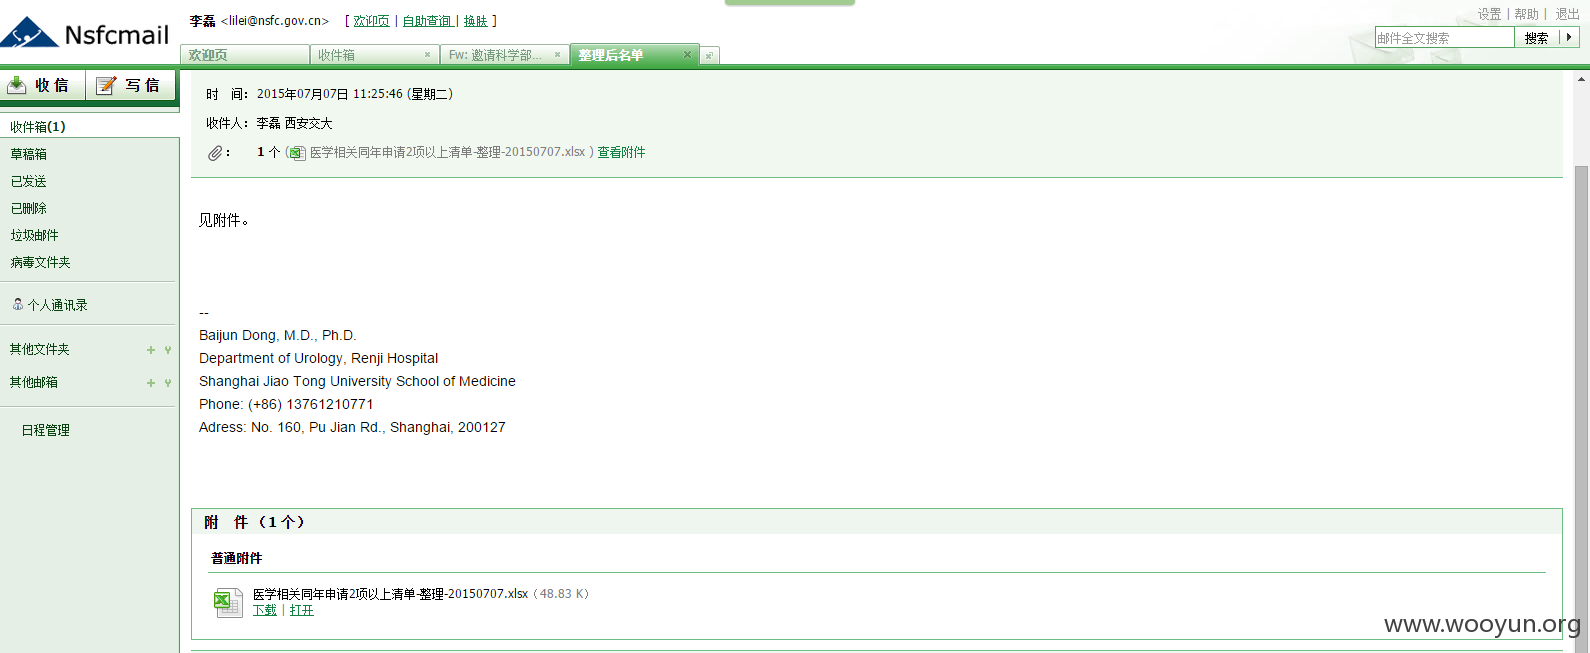 Nsfcmail
李磊 <lilei@nsfc.gov.cn> [ 欢迎页 | 自助查询 | 换肤 ]
设置 | 帮助 | 退出
邮件全文搜索 搜索
欢迎页 收件箱 Fw: 邀请科学部... 整理后名单
收信 写信
收件箱(1)
草稿箱
已发送
已删除
垃圾邮件
病毒文件夹
个人通讯录
其他文件夹
其他邮箱
日程管理
时 间: 2015年07月07日 11:25:46 (星期二)
收件人: 李磊 西安交大
: 1 个 ( 医学相关同年申请2项以上清单-整理-20150707.xlsx ) 查看附件
见附件。
--
Baijun Dong, M.D., Ph.D.
Department of Urology, Renji Hospital
Shanghai Jiao Tong University School of Medicine
Phone: (+86) 13761210771
Adress: No. 160, Pu Jian Rd., Shanghai, 200127
附 件（1 个）
普通附件
医学相关同年申请2项以上清单-整理-20150707.xlsx（48.83 K）
下载 | 打开
www.wooyun.org